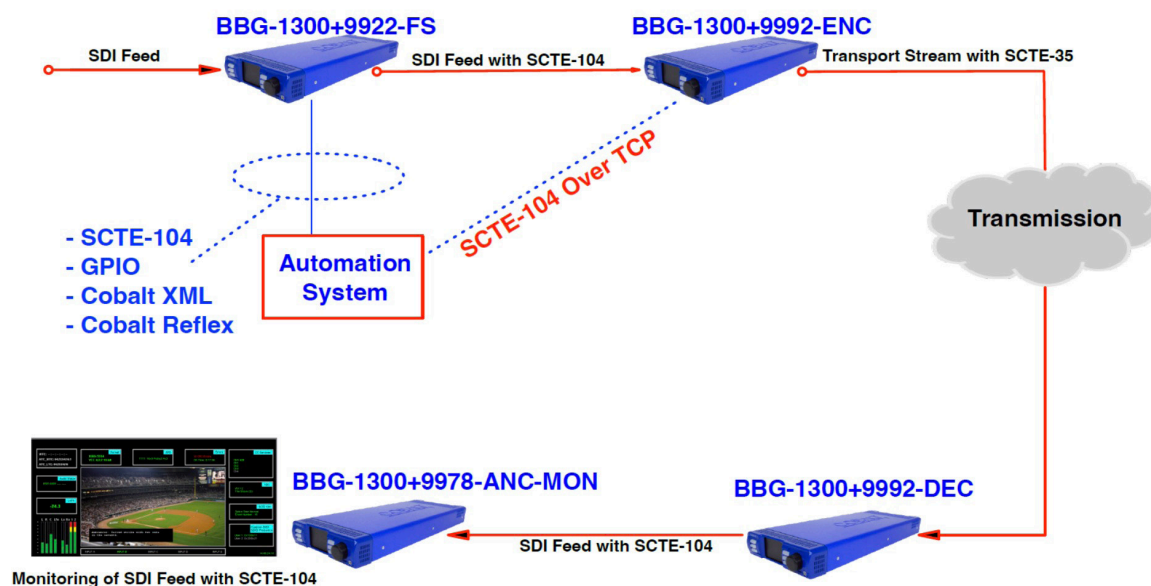 BBG-1300+9922-FS
BBG-1300+9992-ENC
SDI Feed
SDI Feed with SCTE-104
Transport Stream with SCTE-35
SCTE-104 Over TCP
Transmission
- SCTE-104
- GPIO
- Cobalt XML
- Cobalt Reflex
Automation
System
BBG-1300+9978-ANC-MON
BBG-1300+9992-DEC
SDI Feed with SCTE-104
Monitoring of SDI Feed with SCTE-104